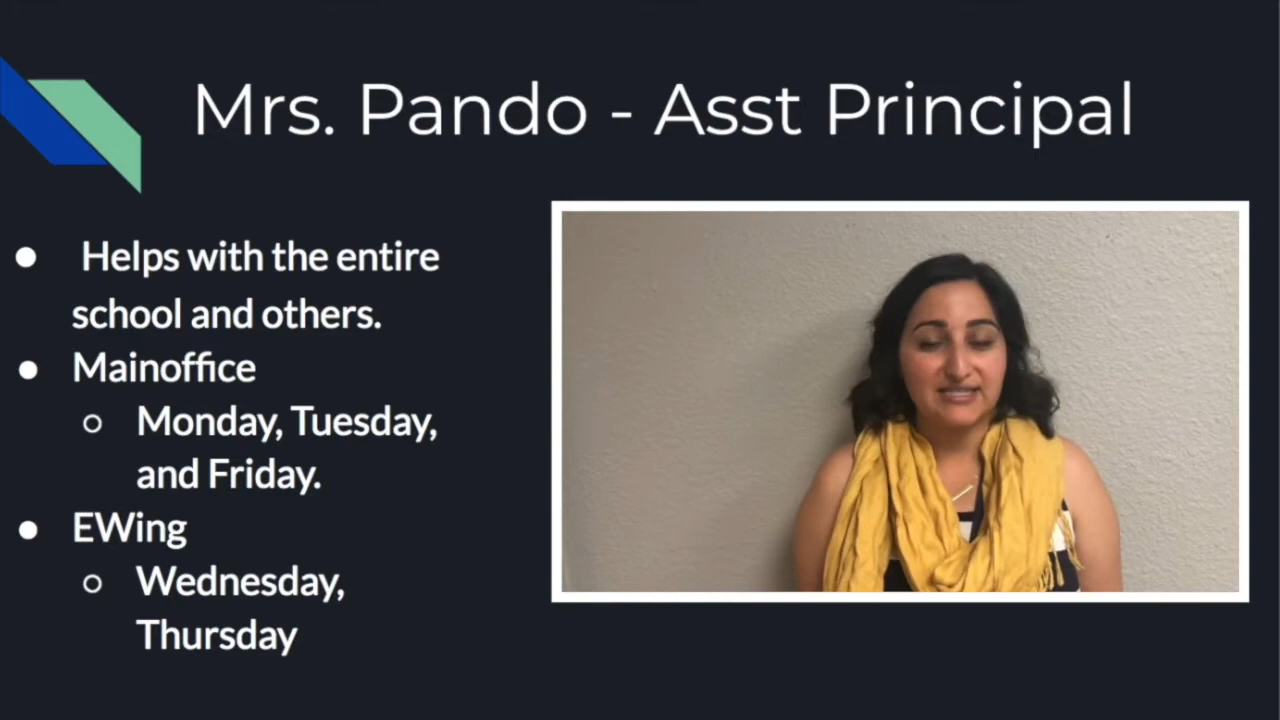 Mrs. Pando - Asst Principal
● Helps with the entire
school and others.
● Mainoffice
○ Monday, Tuesday,
and Friday.
● EWing
○ Wednesday,
Thursday